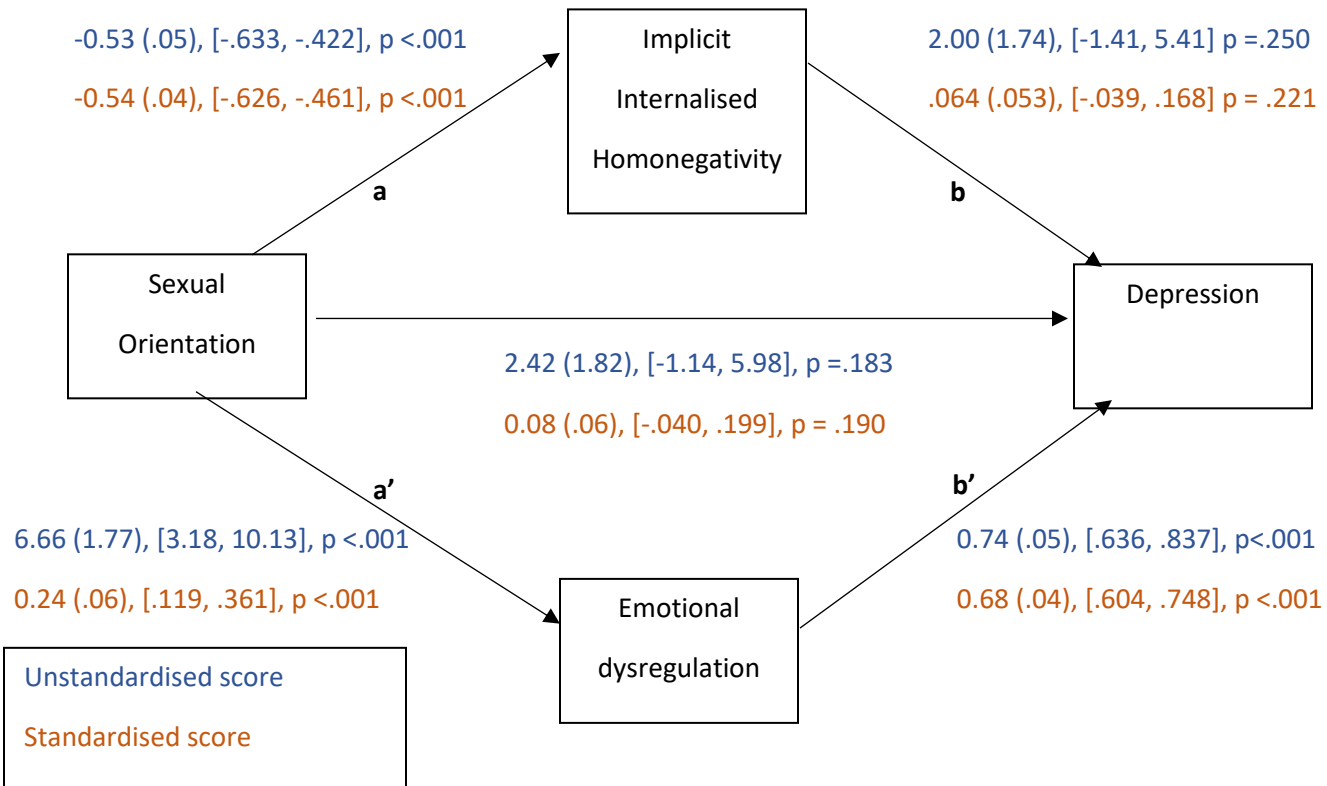 -0.53 (.05), [-.633, -.422], p <.001
-0.54 (.04), [-.626, -.461], p <.001
Implicit
Internalised
Homonegativity
2.00 (1.74), [-1.41, 5.41] p =.250
.064 (.053), [-.039, .168] p = .221
a
b
Sexual
Orientation
Depression
2.42 (1.82), [-1.14, 5.98], p =.183
0.08 (.06), [-.040, .199], p = .190
a’
b’
6.66 (1.77), [3.18, 10.13], p <.001
0.24 (.06), [.119, .361], p <.001
0.74 (.05), [.636, .837], p<.001
0.68 (.04), [.604, .748], p <.001
Emotional
dysregulation
Unstandardised score
Standardised score